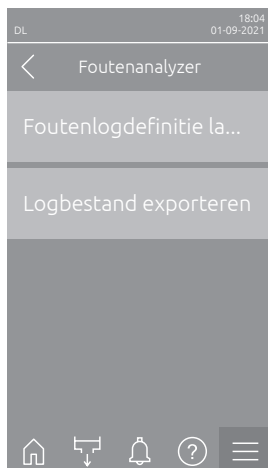 18:04
DL 01-09-2021
Foutenanalyzer
Foutenlogdefinitie la...
Logbestand exporteren
?